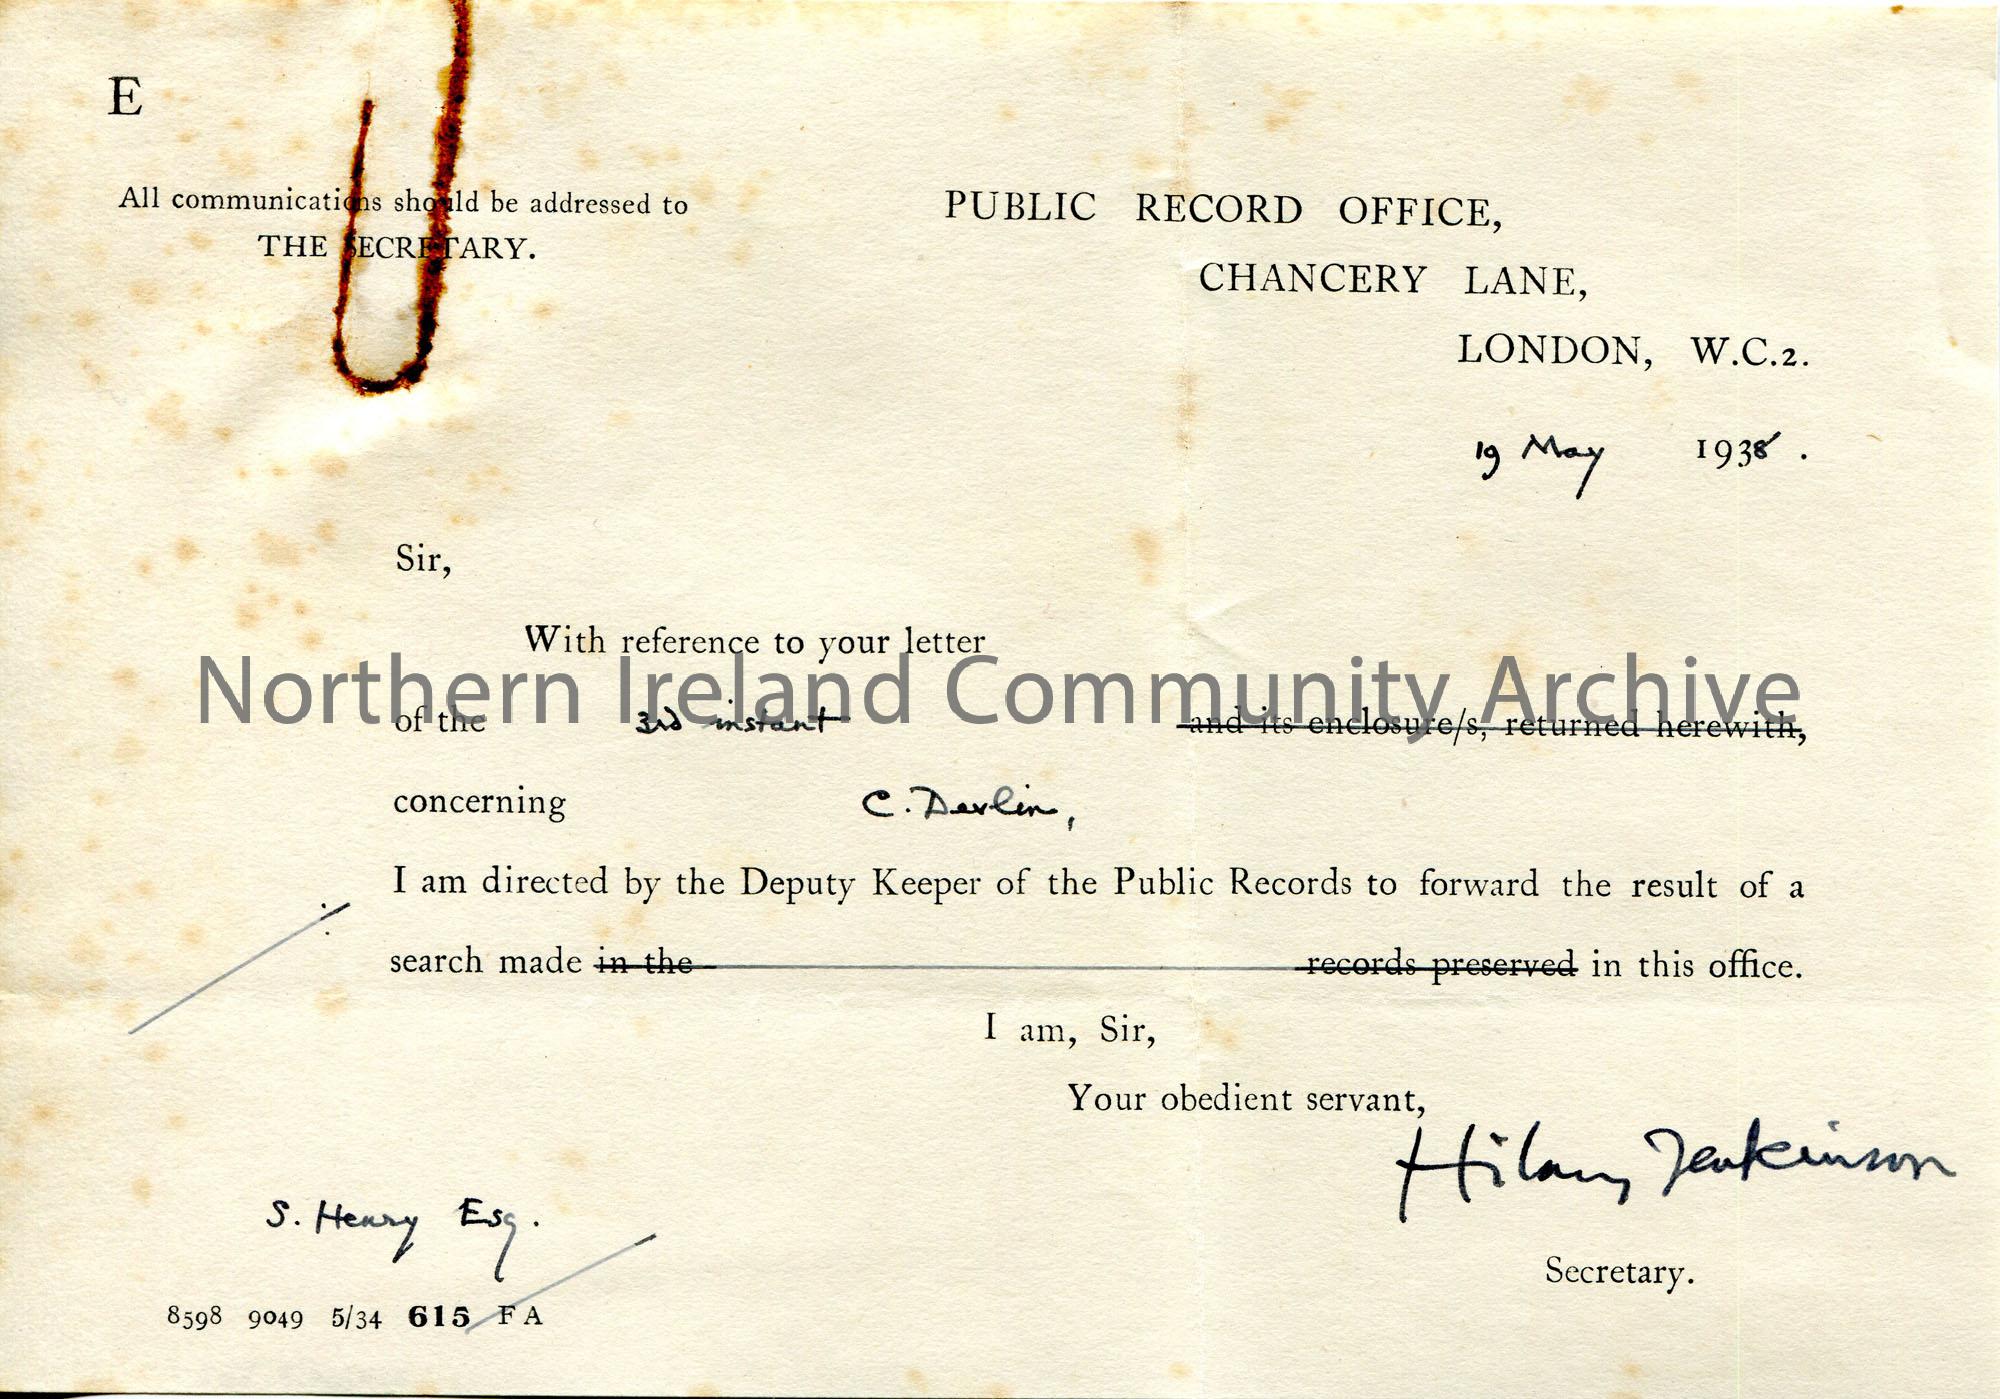 E
All communications should be addressed to
THE SECRETARY.
PUBLIC RECORD OFFICE,
CHANCERY LANE,
LONDON, W.C.2.
19 May 1938.
Sir,
With reference to your letter
Northern Ireland Community Archive
of the 3rd instant and its enclosure/s, returned herewith,
concerning C. Devlin,
I am directed by the Deputy Keeper of the Public Records to forward the result of a
search made in the records preserved in this office.
I am, Sir,
Your obedient servant,
Hilary Jenkinson
Secretary.
S. Henry Esq.
8598 9049 5/34 615 F A